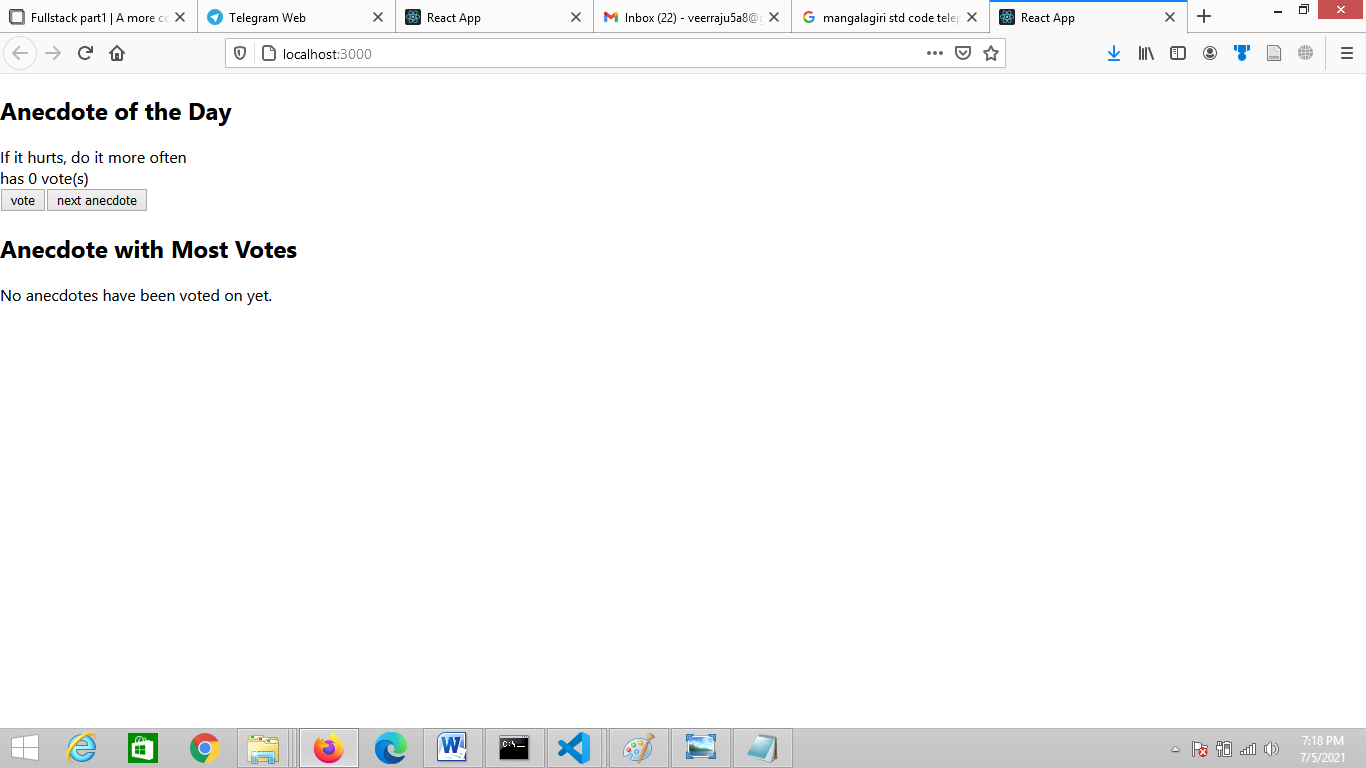 Fullstack part1 | A more co
Telegram Web
React App
Inbox (22) - veerraju5a8@g
mangalagiri std code telep
React App
localhost:3000
Anecdote of the Day
If it hurts, do it more often
has 0 vote(s)
vote
next anecdote
Anecdote with Most Votes
No anecdotes have been voted on yet.
7:18 PM
7/5/2021